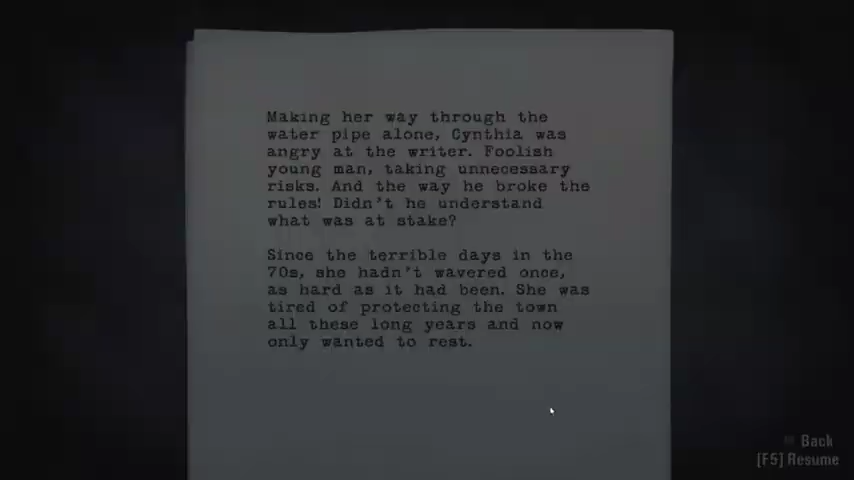 Making her way through the
water pipe alone, Cynthia was
angry at the writer. Foolish
young man, taking unnecessary
risks. And the way he broke the
rules! Didn't he understand
what was at stake?
Since the terrible days in the
70s, she hadn't wavered once,
as hard as it had been. She was
tired of protecting the town
all these long years and now
only wanted to rest.
Back
[F5] Resume